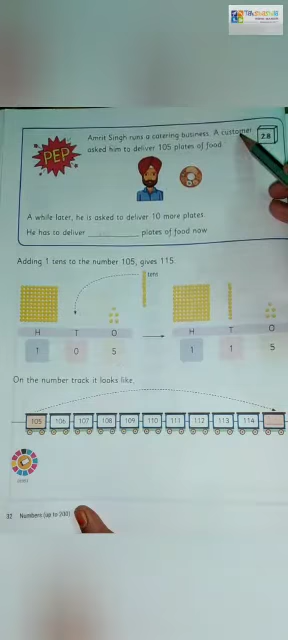 PEP
Amrit Singh runs a catering business. A customer
asked him to deliver 105 plates of food
2.8
A while later, he is asked to deliver 10 more plates
He has to deliver ________ plates of food now
Adding 1 tens to the number 105, gives 115.
1 tens
H T O H T O
1 0 5 1 1 5
On the number track it looks like,
105 106 107 108 109 110 111 112 113 114
32 Numbers (up to 200)